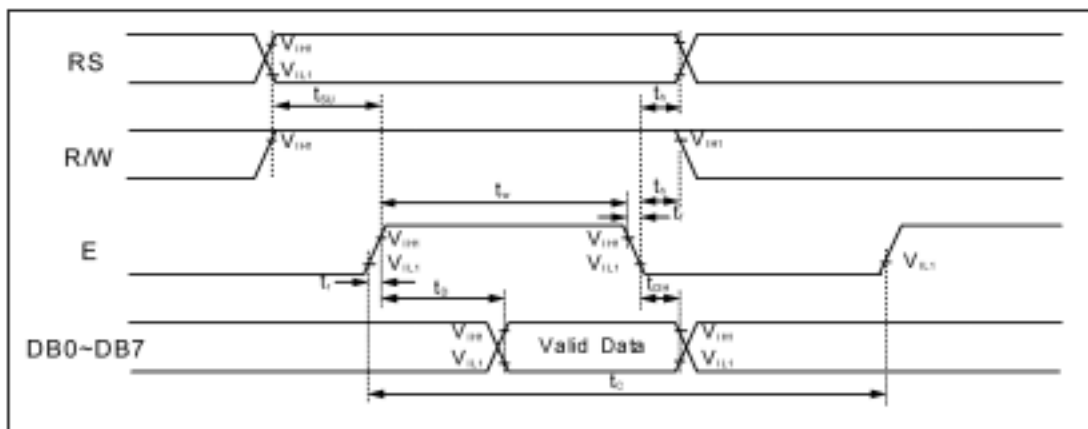 RS
VIH1
VIL1
tSU
th
R/W
VIH1
VIH1
tw
th
tf
E
VIH1
VIL1
VIH1
VIL1
VIL1
tr
tD
tDH
DB0~DB7
VIH1
VIL1
Valid Data
VIH1
VIL1
tC